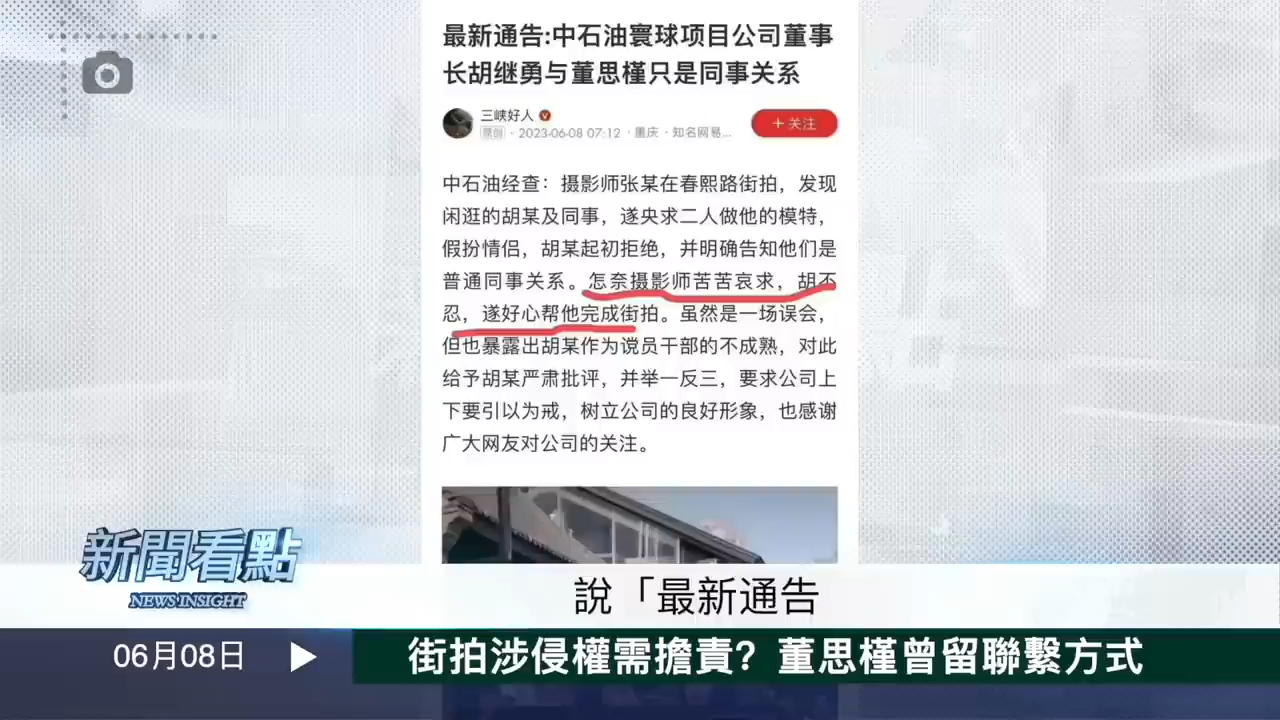 最新通告:中石油寰球项目公司董事
长胡继勇与董思槿只是同事关系
三峡好人
原创 · 2023-06-08 07:12 · 重庆 · 知名网易...
+关注
中石油经查：摄影师张某在春熙路街拍，发现
闲逛的胡某及同事，遂央求二人做他的模特，
假扮情侣，胡某起初拒绝，并明确告知他们是
普通同事关系。怎奈摄影师苦苦哀求，胡不
忍，遂好心帮他完成街拍。虽然是一场误会，
但也暴露出胡某作为谠员干部的不成熟，对此
给予胡某严肃批评，并举一反三，要求公司上
下要引以为戒，树立公司的良好形象，也感谢
广大网友对公司的关注。
新聞看點
NEWS INSIGHT
說「最新通告
06月08日
街拍涉侵權需擔責？董思槿曾留聯繫方式